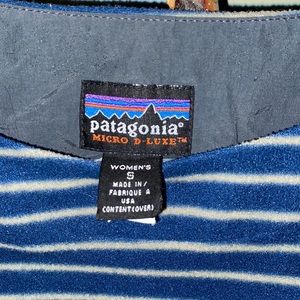 patagonia®
MICRO D-LUXE™
WOMEN'S
S
MADE IN/
FABRIQUE A
USA
CONTENT(OVER)